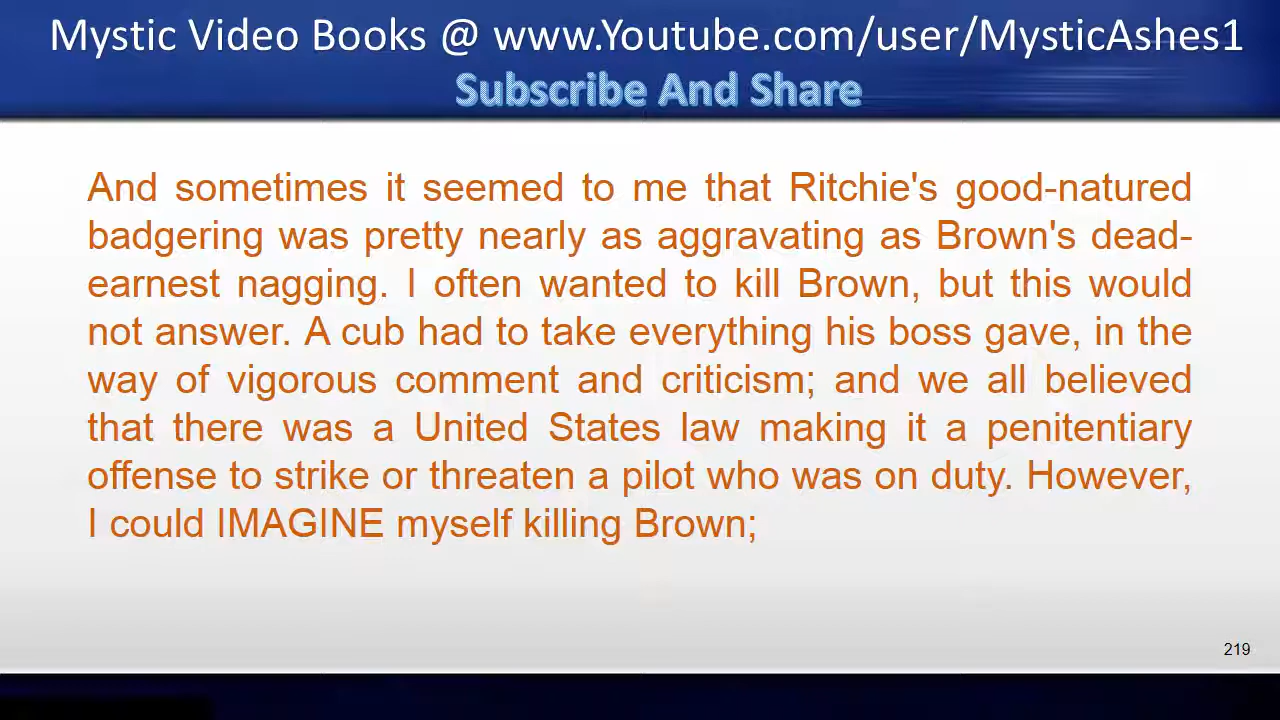 Mystic Video Books @ www.Youtube.com/user/MysticAshes1
Subscribe And Share
And sometimes it seemed to me that Ritchie's good-natured
badgering was pretty nearly as aggravating as Brown's dead-
earnest nagging. I often wanted to kill Brown, but this would
not answer. A cub had to take everything his boss gave, in the
way of vigorous comment and criticism; and we all believed
that there was a United States law making it a penitentiary
offense to strike or threaten a pilot who was on duty. However,
I could IMAGINE myself killing Brown;
219